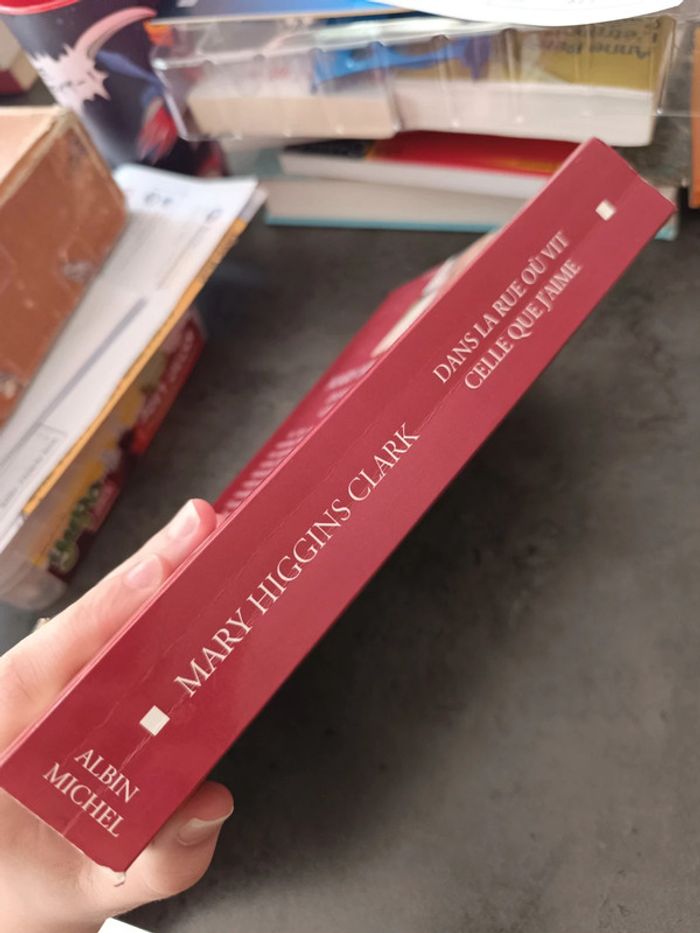 DANS LA RUE OÙ VIT
CELLE QUE J'AIME
MARY HIGGINS CLARK
ALBIN
MICHEL